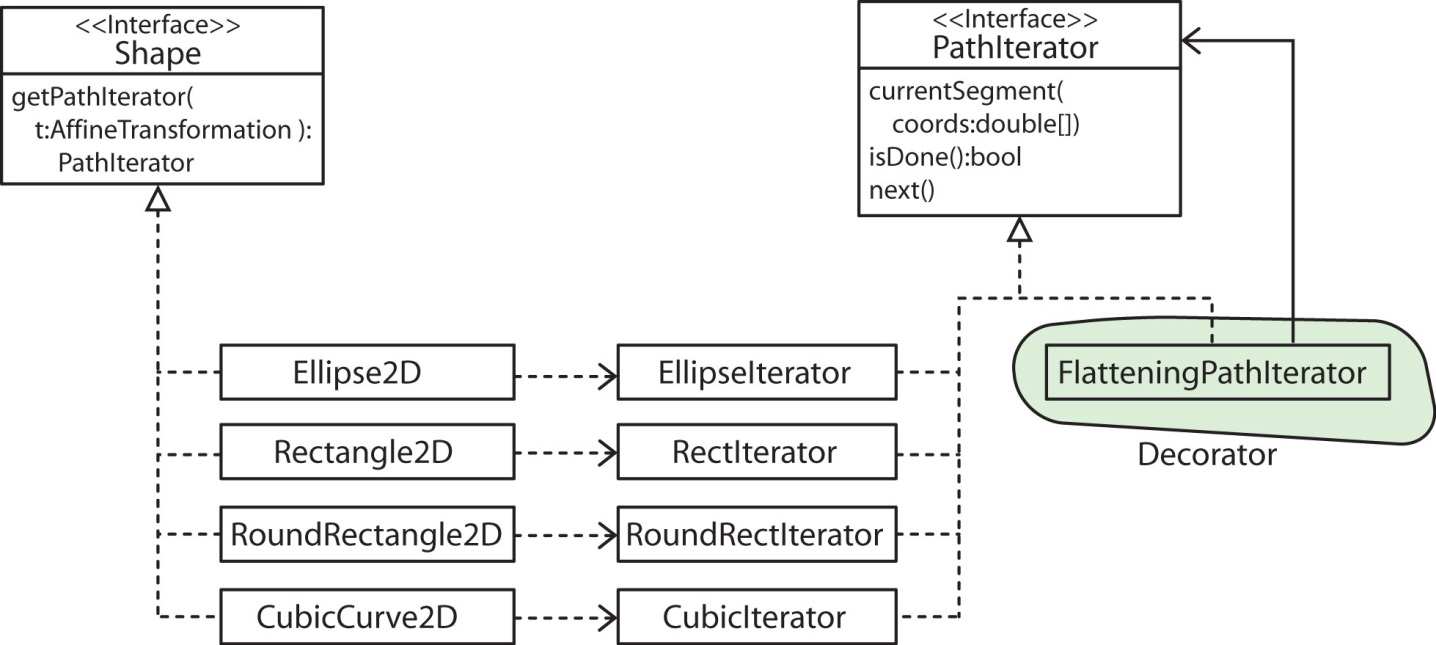 <<Interface>>
Shape
getPathIterator(
t:AffineTransformation ):
PathIterator
<<Interface>>
PathIterator
currentSegment(
coords:double[])
isDone():bool
next()
Ellipse2D
EllipseIterator
FlatteningPathIterator
Decorator
Rectangle2D
RectIterator
RoundRectangle2D
RoundRectIterator
CubicCurve2D
CubicIterator